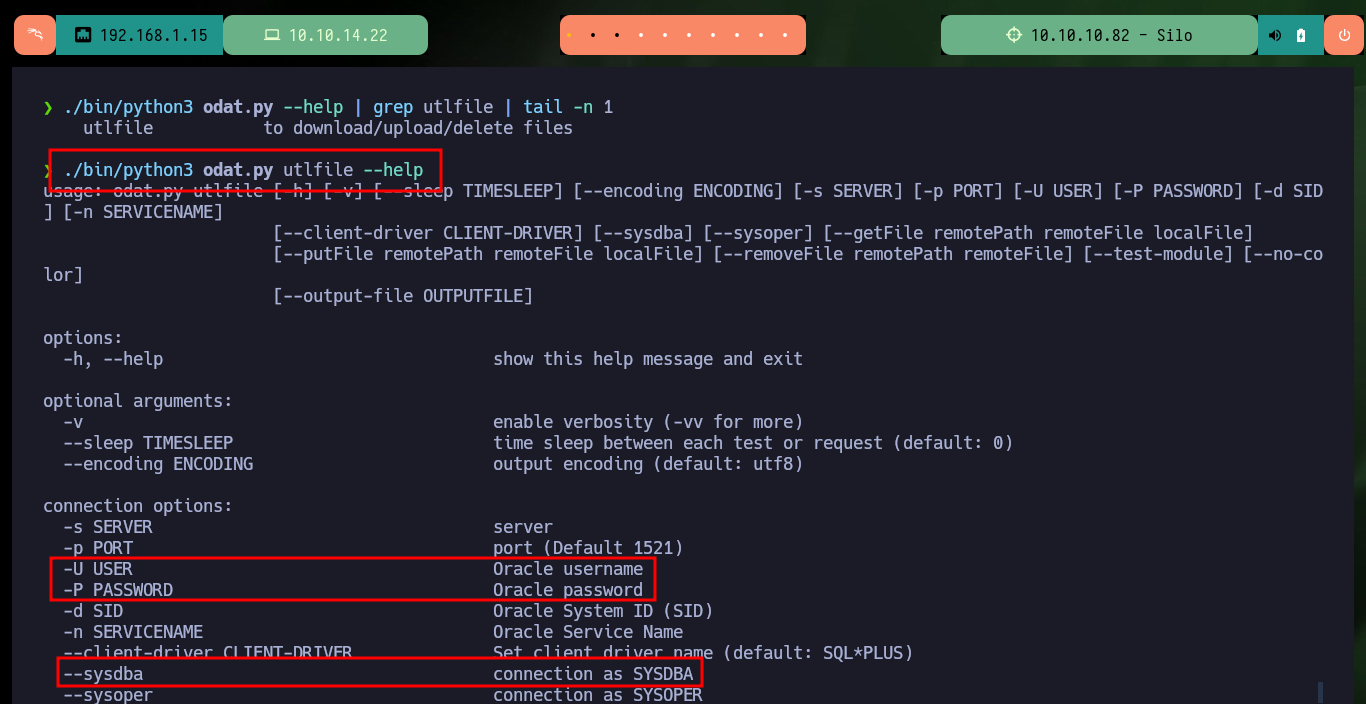 192.168.1.15 10.10.14.22 10.10.10.82 - Silo
❯ ./bin/python3 odat.py --help | grep utlfile | tail -n 1
utlfile to download/upload/delete files
❯ ./bin/python3 odat.py utlfile --help
usage: odat.py utlfile [-h] [-v] [--sleep TIMESLEEP] [--encoding ENCODING] [-s SERVER] [-p PORT] [-U USER] [-P PASSWORD] [-d SID
] [-n SERVICENAME]
[--client-driver CLIENT-DRIVER] [--sysdba] [--sysoper] [--getFile remotePath remoteFile localFile]
[--putFile remotePath remoteFile localFile] [--removeFile remotePath remoteFile] [--test-module] [--no-co
lor]
[--output-file OUTPUTFILE]
options:
-h, --help show this help message and exit
optional arguments:
-v enable verbosity (-vv for more)
--sleep TIMESLEEP time sleep between each test or request (default: 0)
--encoding ENCODING output encoding (default: utf8)
connection options:
-s SERVER server
-p PORT port (Default 1521)
-U USER Oracle username
-P PASSWORD Oracle password
-d SID Oracle System ID (SID)
-n SERVICENAME Oracle Service Name
--client-driver CLIENT-DRIVER Set client driver name (default: SQL*PLUS)
--sysdba connection as SYSDBA
--sysoper connection as SYSOPER